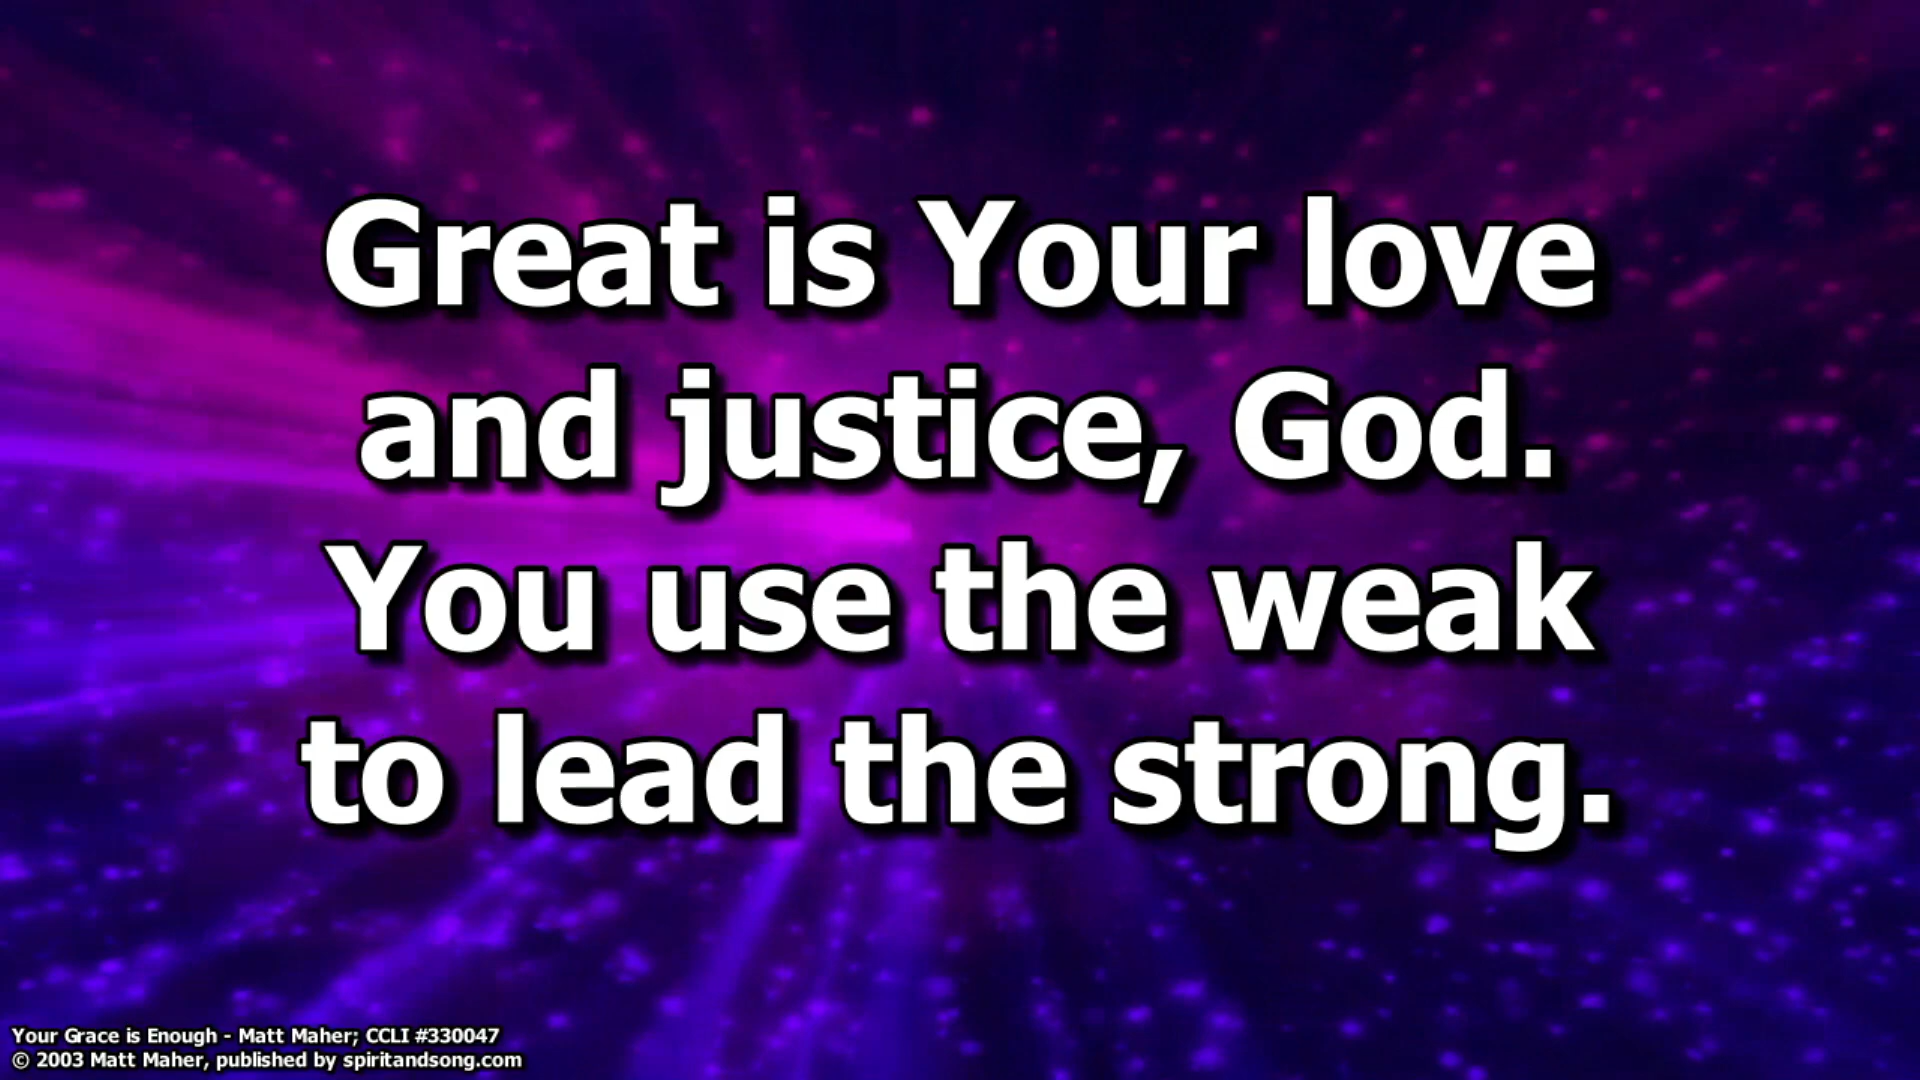 Great is Your love
and justice, God.
You use the weak
to lead the strong.
Your Grace is Enough - Matt Maher; CCLI #330047
© 2003 Matt Maher, published by spiritandsong.com